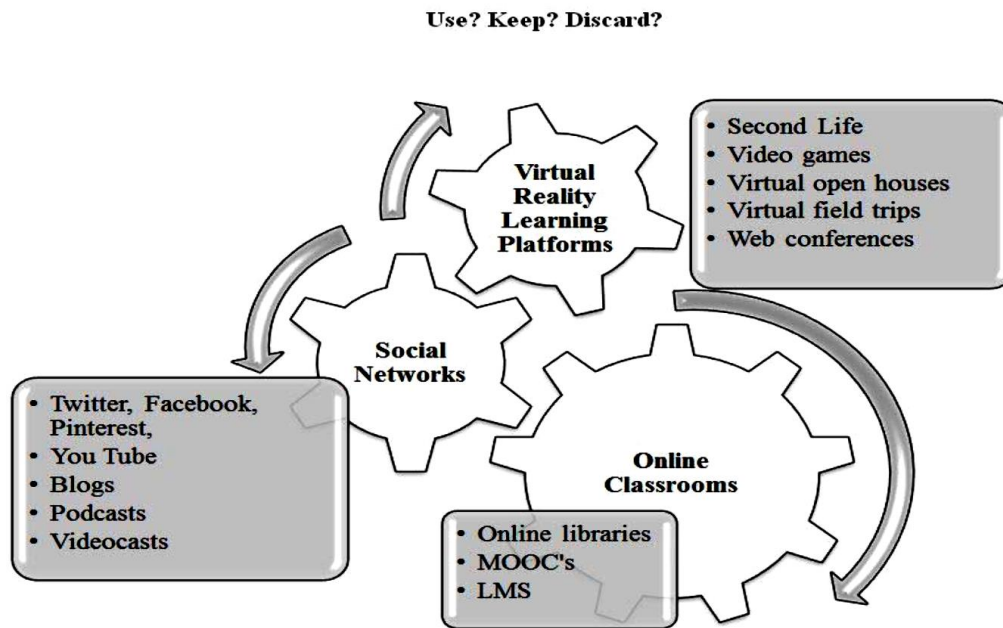 Use? Keep? Discard?
Virtual
Reality
Learning
Platforms
• Second Life
• Video games
• Virtual open houses
• Virtual field trips
• Web conferences
Social
Networks
• Twitter, Facebook,
Pinterest,
• You Tube
• Blogs
• Podcasts
• Videocasts
Online
Classrooms
• Online libraries
• MOOC's
• LMS